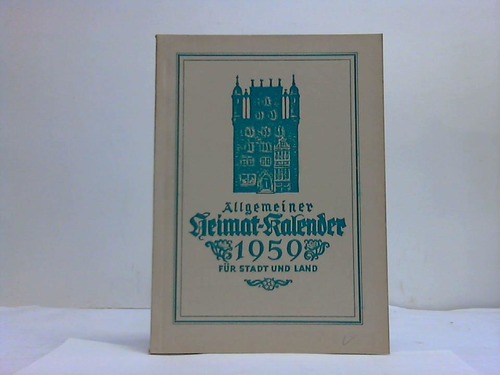 Allgemeiner
Heimat-Kalender
1959
FÜR STADT UND LAND